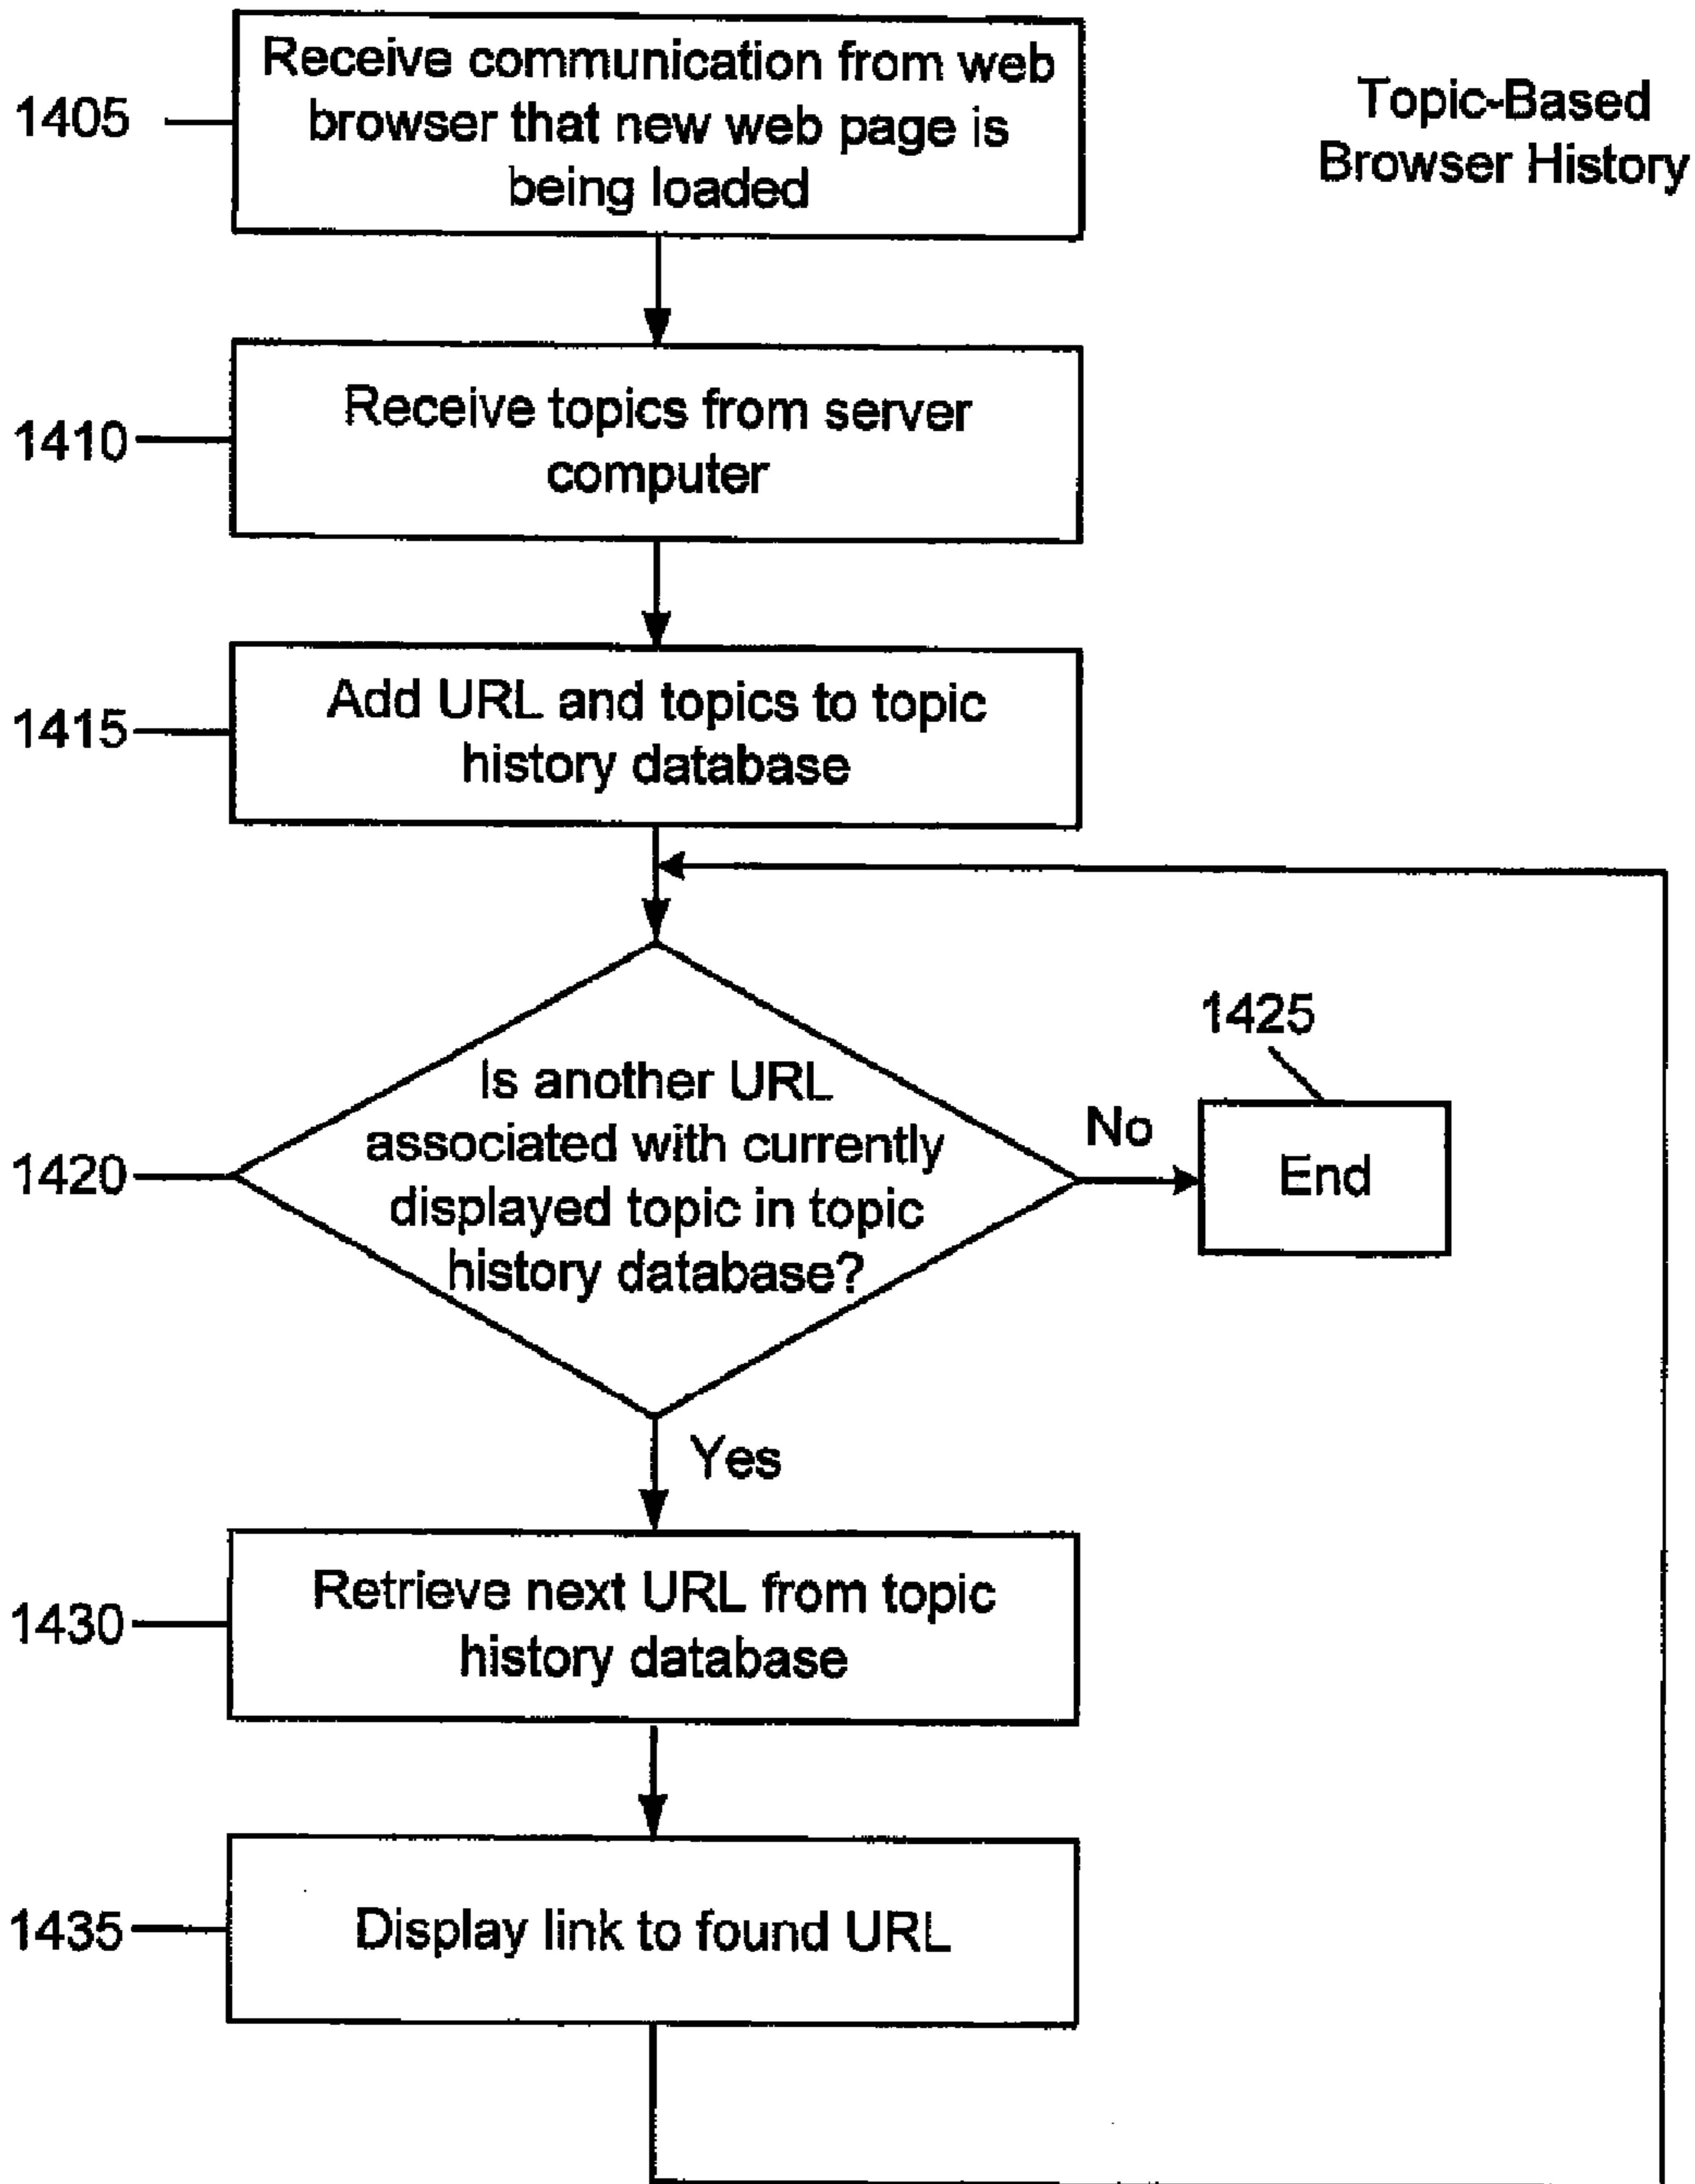 Receive communication from web
browser that new web page is
being loaded
1405
Topic-Based
Browser History
Receive topics from server
computer
1410
Add URL and topics to topic
history database
1415
Is another URL
associated with currently
displayed topic in topic
history database?
1420
No
1425
End
Yes
Retrieve next URL from topic
history database
1430
Display link to found URL
1435